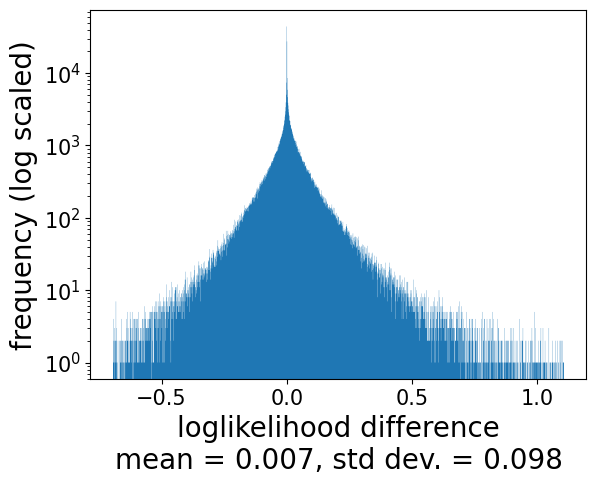 frequency (log scaled)
10⁴
10³
10²
10¹
10⁰
−0.5 0.0 0.5 1.0
loglikelihood difference
mean = 0.007, std dev. = 0.098